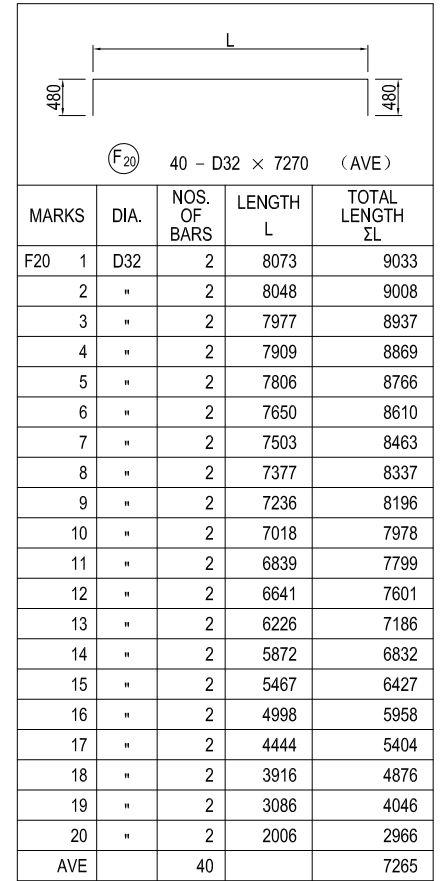 L
480
480
F20 40 – D32 × 7270 (AVE)
MARKS DIA. NOS. OF BARS LENGTH L TOTAL LENGTH ΣL
F20 1 D32 2 8073 9033
2 " 2 8048 9008
3 " 2 7977 8937
4 " 2 7909 8869
5 " 2 7806 8766
6 " 2 7650 8610
7 " 2 7503 8463
8 " 2 7377 8337
9 " 2 7236 8196
10 " 2 7018 7978
11 " 2 6839 7799
12 " 2 6641 7601
13 " 2 6226 7186
14 " 2 5872 6832
15 " 2 5467 6427
16 " 2 4998 5958
17 " 2 4444 5404
18 " 2 3916 4876
19 " 2 3086 4046
20 " 2 2006 2966
AVE 40 7265